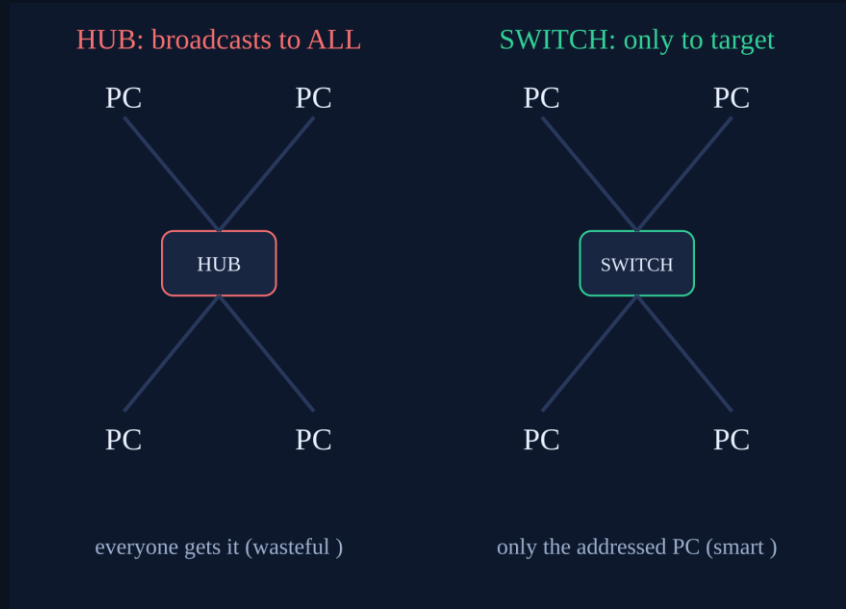 HUB: broadcasts to ALL
PC PC
HUB
PC PC
everyone gets it (wasteful )
SWITCH: only to target
PC PC
SWITCH
PC PC
only the addressed PC (smart )